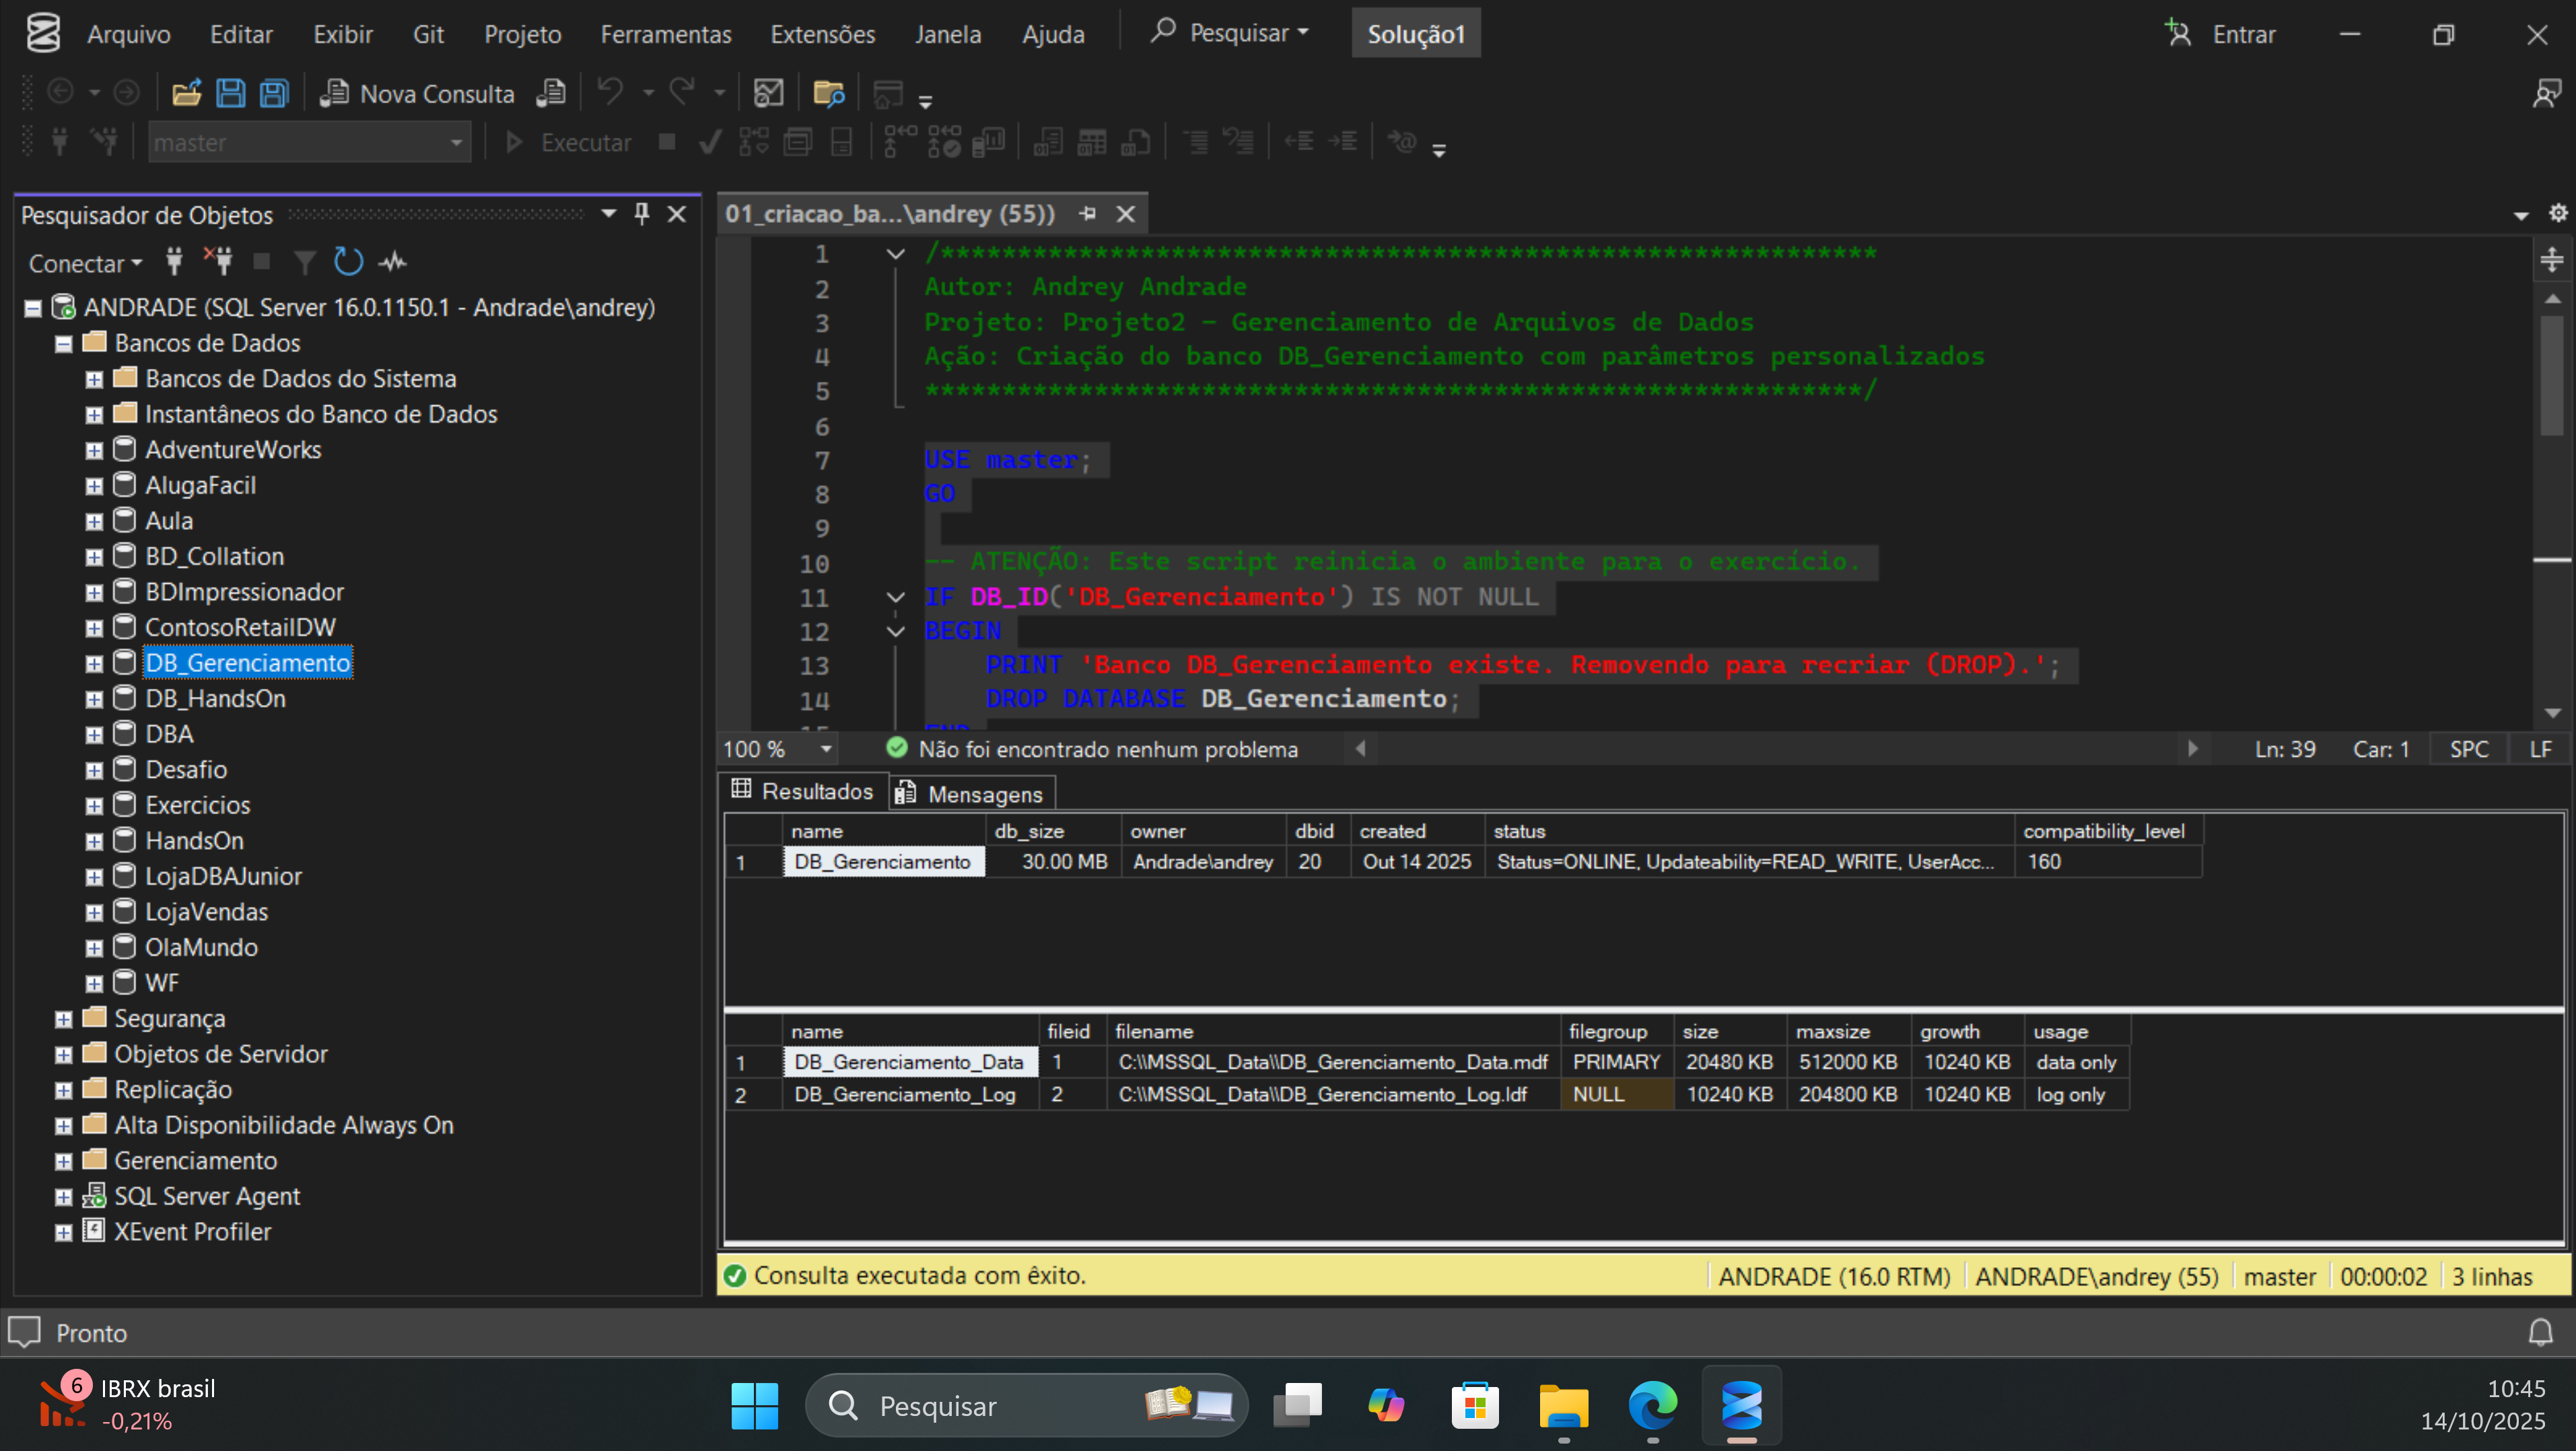 Arquivo Editar Exibir Git Projeto Ferramentas Extensões Janela Ajuda Pesquisar Solução1 Entrar
Nova Consulta
master Executar
Pesquisador de Objetos
Conectar
ANDRADE (SQL Server 16.0.1150.1 - Andrade\andrey)
Bancos de Dados
Bancos de Dados do Sistema
Instantâneos do Banco de Dados
AdventureWorks
AlugaFacil
Aula
BD_Collation
BDImpressionador
ContosoRetailDW
DB_Gerenciamento
DB_HandsOn
DBA
Desafio
Exercicios
HandsOn
LojaDBAJunior
LojaVendas
OlaMundo
WF
Segurança
Objetos de Servidor
Replicação
Alta Disponibilidade Always On
Gerenciamento
SQL Server Agent
XEvent Profiler
01_criacao_ba...\andrey (55))
1 /*************************************************************
2 Autor: Andrey Andrade
3 Projeto: Projeto2 - Gerenciamento de Arquivos de Dados
4 Ação: Criação do banco DB_Gerenciamento com parâmetros personalizados
5 *************************************************************/
6
7 USE master;
8 GO
9
10 -- ATENÇÃO: Este script reinicia o ambiente para o exercício.
11 IF DB_ID('DB_Gerenciamento') IS NOT NULL
12 BEGIN
13 PRINT 'Banco DB_Gerenciamento existe. Removendo para recriar (DROP).';
14 DROP DATABASE DB_Gerenciamento;
15 END
100 % Não foi encontrado nenhum problema Ln: 39 Car: 1 SPC LF
Resultados Mensagens
name db_size owner dbid created status compatibility_level
1 DB_Gerenciamento 30.00 MB Andrade\andrey 20 Out 14 2025 Status=ONLINE, Updateability=READ_WRITE, UserAcc... 160
name fileid filename filegroup size maxsize growth usage
1 DB_Gerenciamento_Data 1 C:\\MSSQL_Data\\DB_Gerenciamento_Data.mdf PRIMARY 20480 KB 512000 KB 10240 KB data only
2 DB_Gerenciamento_Log 2 C:\\MSSQL_Data\\DB_Gerenciamento_Log.ldf NULL 10240 KB 204800 KB 10240 KB log only
Consulta executada com êxito. ANDRADE (16.0 RTM) ANDRADE\andrey (55) master 00:00:02 3 linhas
Pronto
6 IBRX brasil
-0,21%
Pesquisar
10:45
14/10/2025